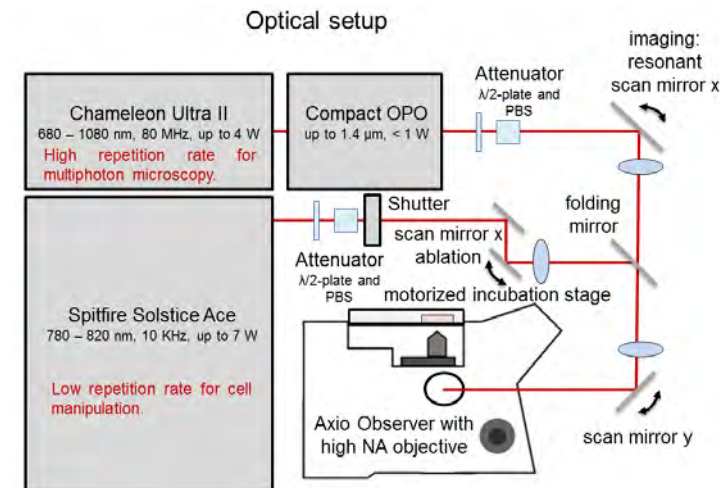 Optical setup
imaging:
resonant
scan mirror x
Attenuator
λ/2-plate and
PBS
Chameleon Ultra II
680 – 1080 nm, 80 MHz, up to 4 W
High repetition rate for
multiphoton microscopy.
Compact OPO
up to 1.4 µm, < 1 W
Shutter
folding
mirror
scan mirror x
ablation
Attenuator
λ/2-plate and
PBS
motorized incubation stage
Spitfire Solstice Ace
780 – 820 nm, 10 KHz, up to 7 W
Low repetition rate for cell
manipulation.
Axio Observer with
high NA objective
scan mirror y